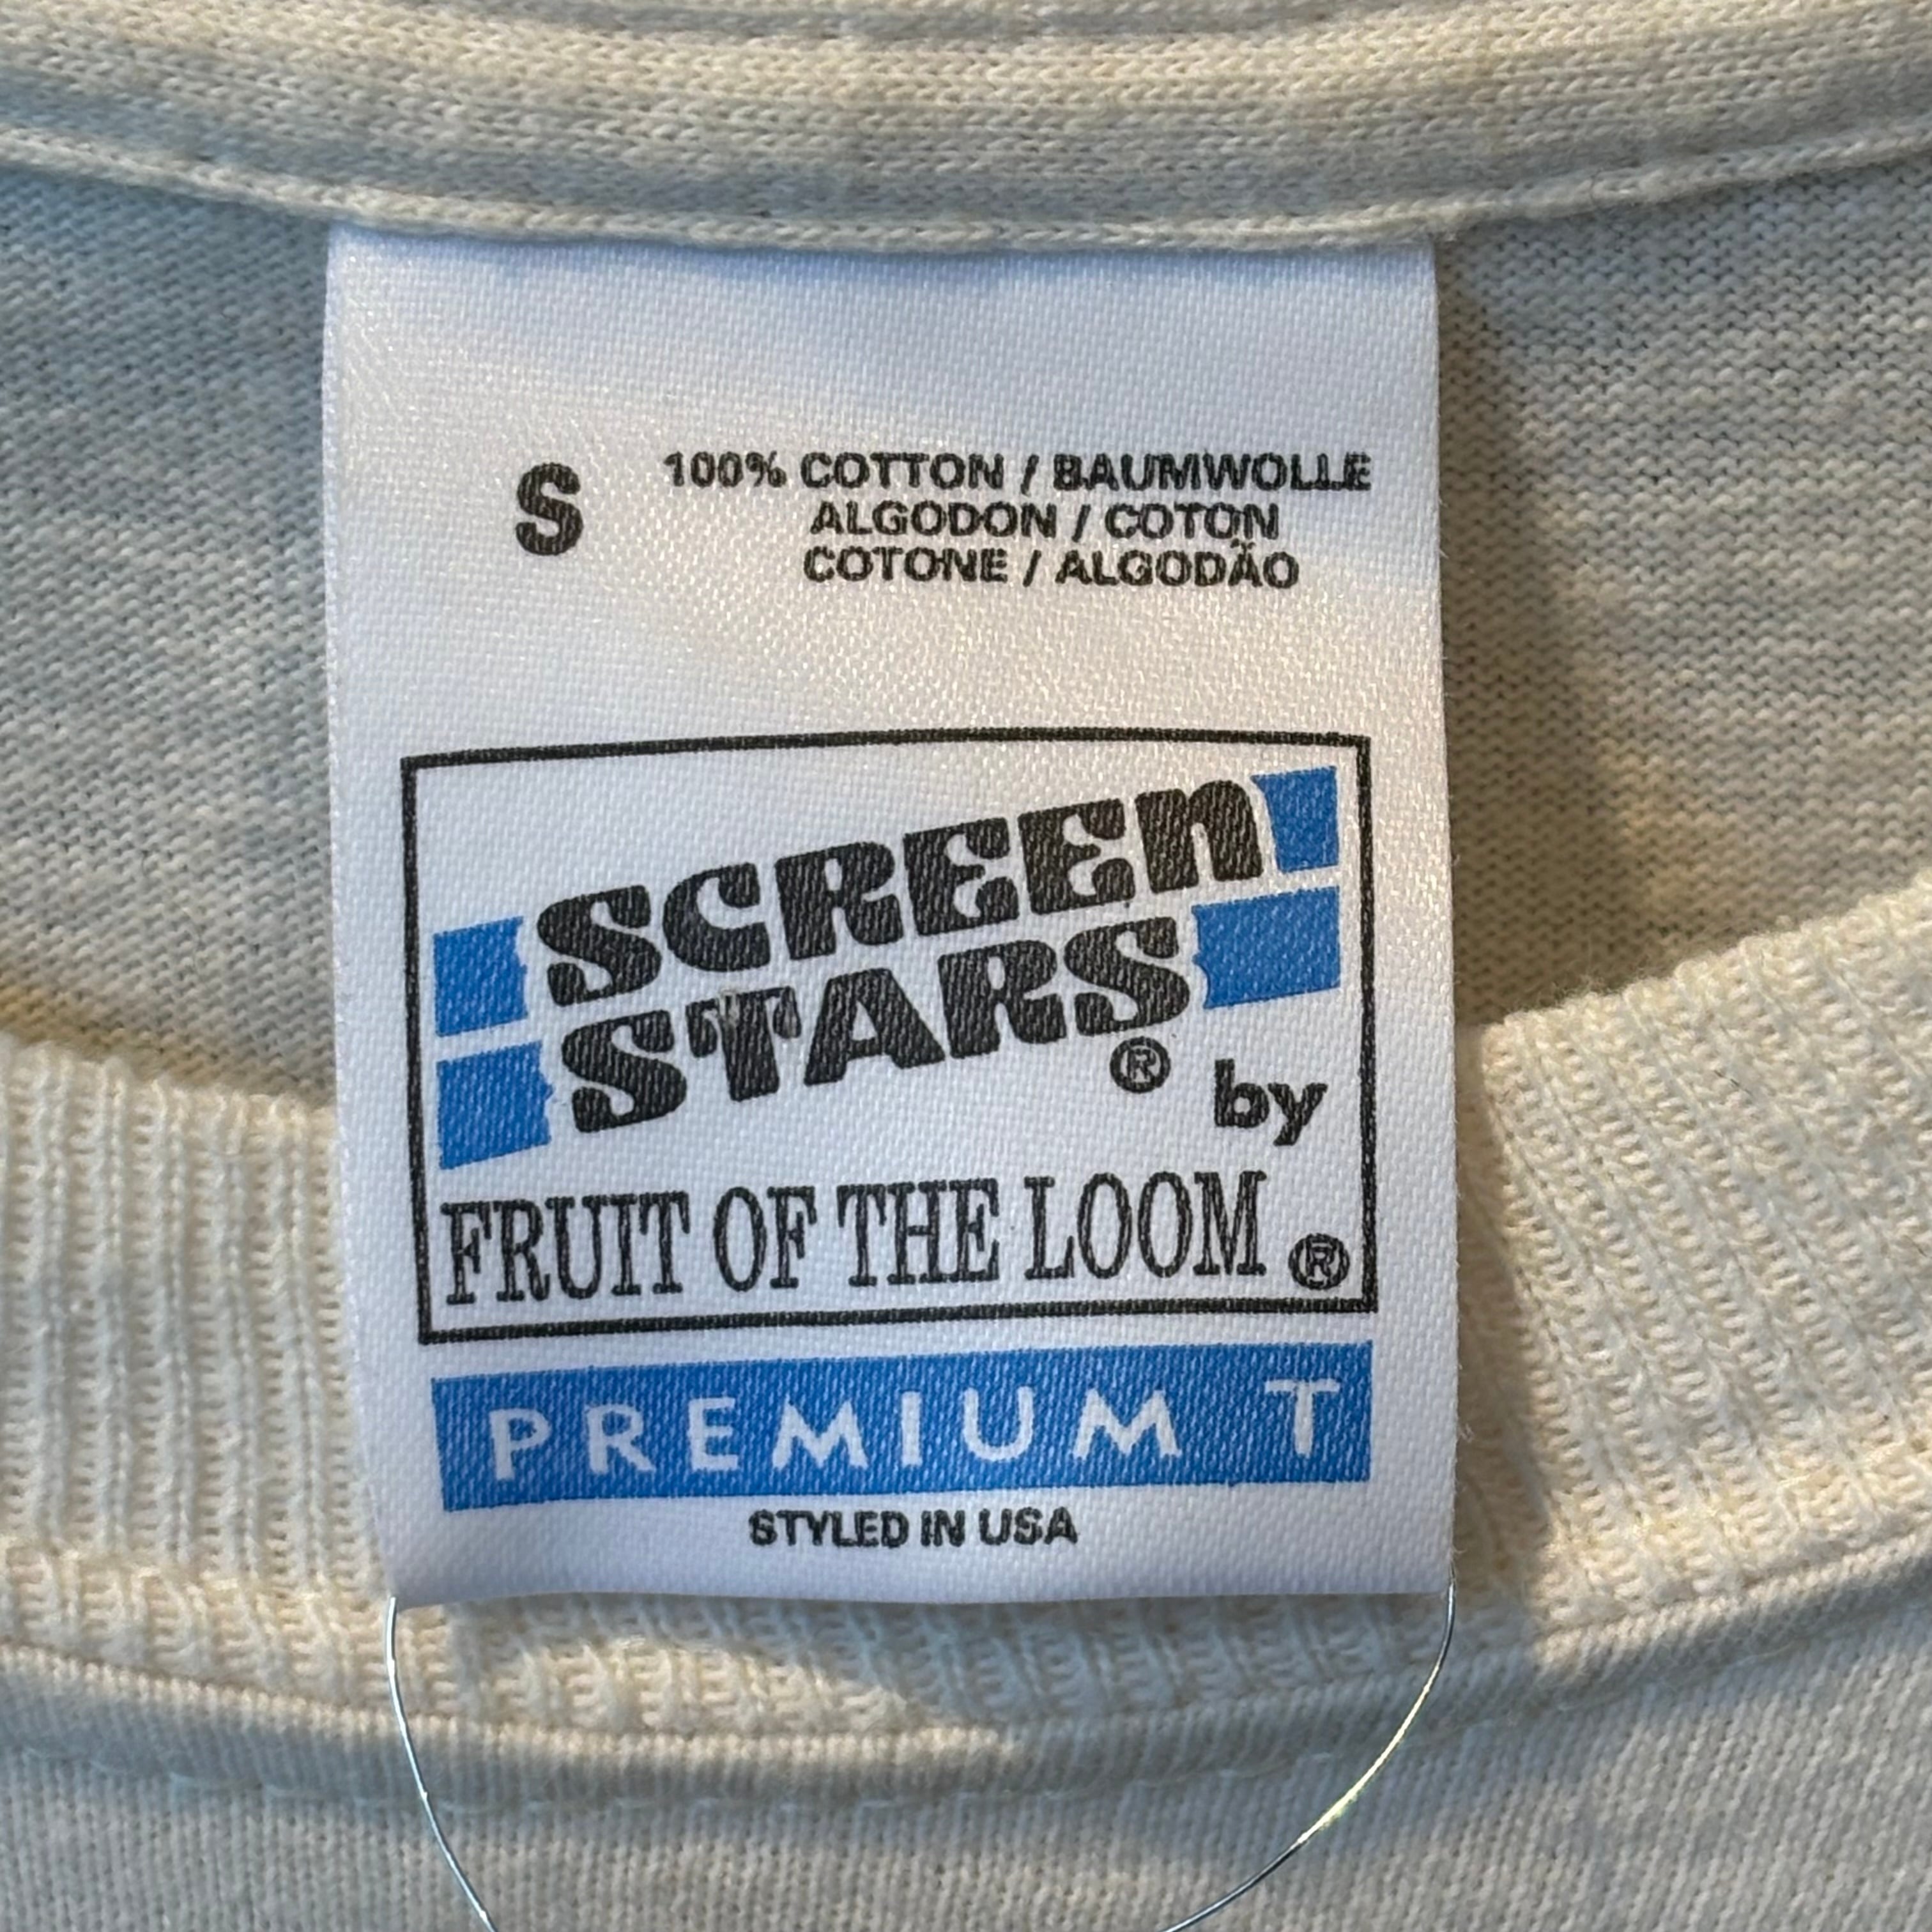 S 100% COTTON / BAUMWOLLE
ALGODON / COTON
COTONE / ALGODÃO
SCREEN
STARS
® by
FRUIT OF THE LOOM ®
PREMIUM T
STYLED IN USA